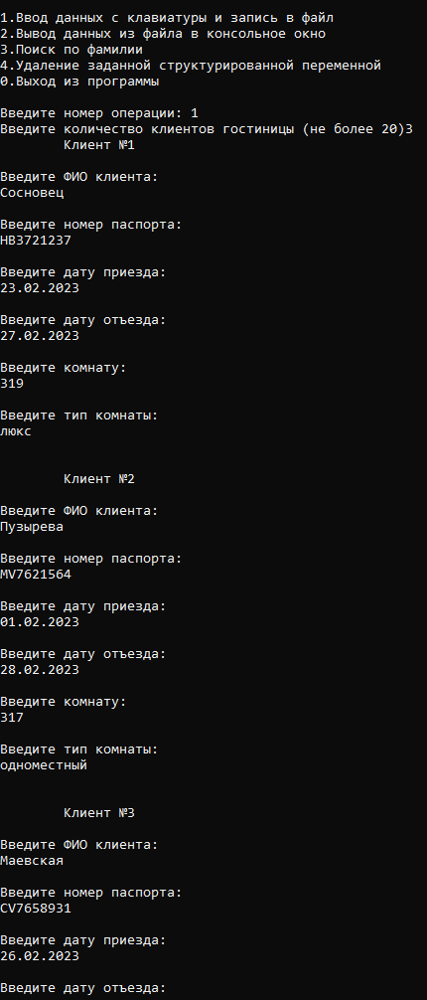 1.Ввод данных с клавиатуры и запись в файл
2.Вывод данных из файла в консольное окно
3.Поиск по фамилии
4.Удаление заданной структурированной переменной
0.Выход из программы
Введите номер операции: 1
Введите количество клиентов гостиницы (не более 20)3
Клиент №1
Введите ФИО клиента:
Сосновец
Введите номер паспорта:
HB3721237
Введите дату приезда:
23.02.2023
Введите дату отъезда:
27.02.2023
Введите комнату:
319
Введите тип комнаты:
люкс
Клиент №2
Введите ФИО клиента:
Пузырева
Введите номер паспорта:
MV7621564
Введите дату приезда:
01.02.2023
Введите дату отъезда:
28.02.2023
Введите комнату:
317
Введите тип комнаты:
одноместный
Клиент №3
Введите ФИО клиента:
Маевская
Введите номер паспорта:
CV7658931
Введите дату приезда:
26.02.2023
Введите дату отъезда: